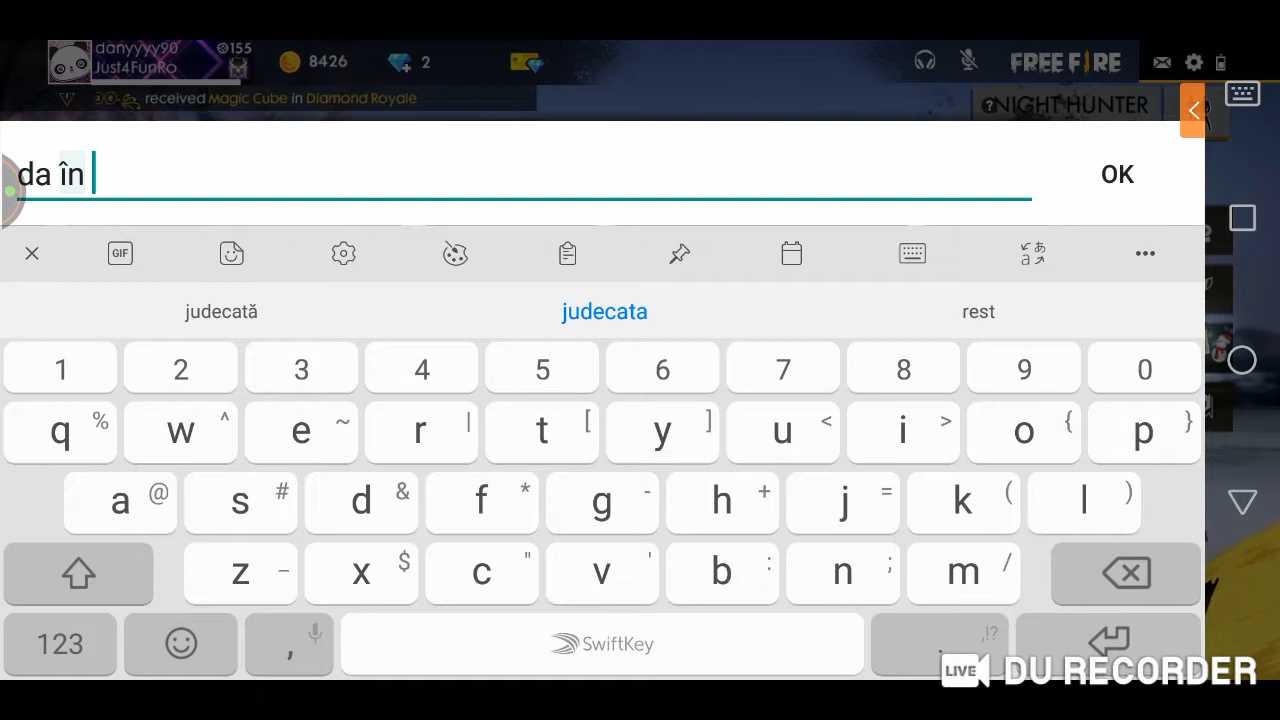 danyyyy90 155
Just4FunRo
8426
2
FREE FIRE
received Magic Cube in Diamond Royale
NIGHT HUNTER
da în
OK
GIF
judecată judecata rest
1 2 3 4 5 6 7 8 9 0
q % w ^ e ~ r | t [ y ] u < i > o { p }
a @ s # d & f * g - h + j = k ( l )
z _ x $ c " v ' b : n ; m /
123 , SwiftKey . ,!?
LIVE DU RECORDER